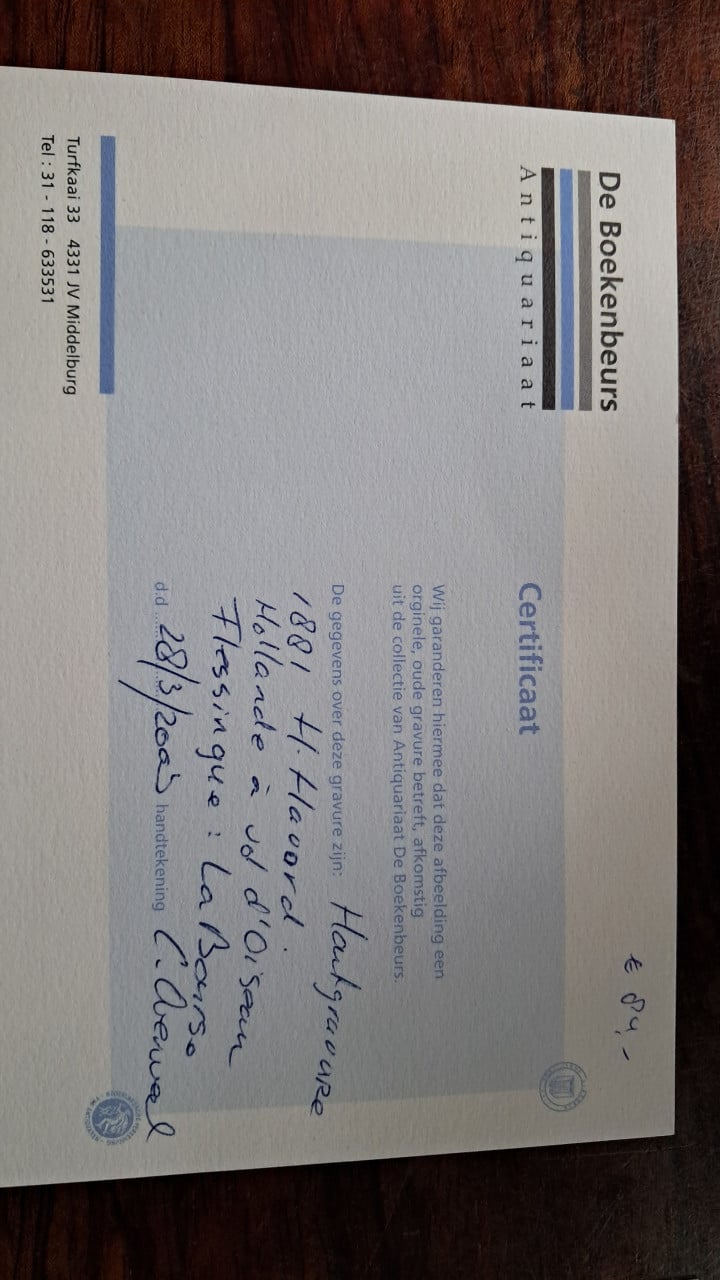 De Boekenbeurs
Antiquariaat
€ 84,-
Certificaat
Wij garanderen hiermee dat deze afbeelding een
orginele, oude gravure betreft, afkomstig
uit de collectie van Antiquariaat De Boekenbeurs.
De gegevens over deze gravure zijn: Houtgravure
1881 H. Havard.
Hollande à vol d'Oiseau
Flessingue: La Bourse
d.d. 28/3/2003 handtekening C.
Turfkaai 33 4331 JV Middelburg
Tel : 31 - 118 - 633531